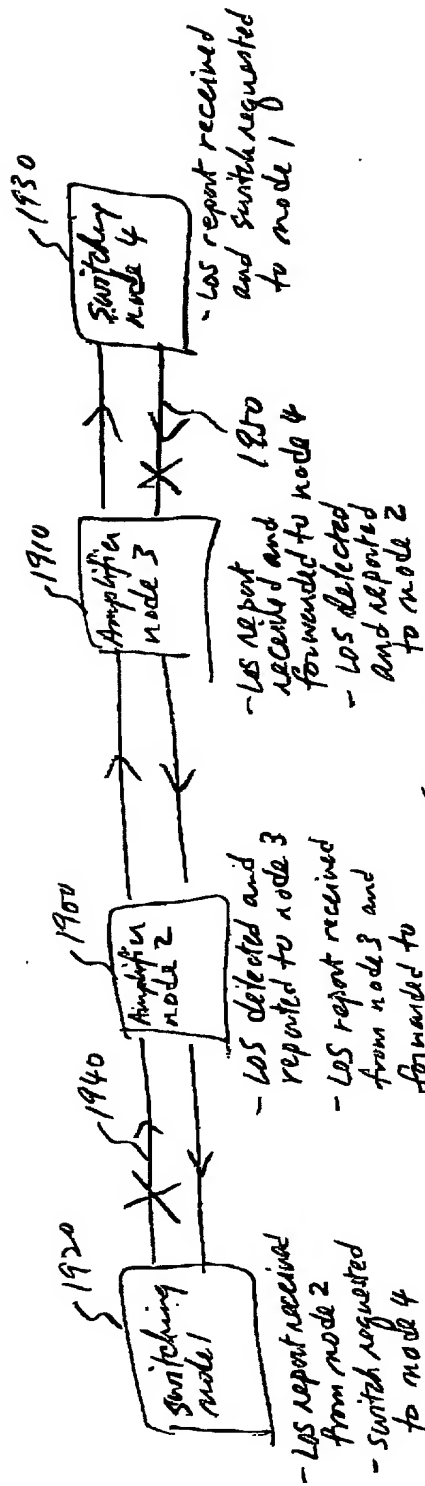 1920
Switching
node 1
- LOS report received
from node 2
- switch requested
to node 4
1940
1900
Amplifier
node 2
- LOS detected and
reported to node 3
- LOS report received
from node 3 and
forwarded to
1910
Amplifier
node 3
- LOS report
received and
forwarded to node 4
- LOS detected
and reported
to node 2
1950
1930
Switching
node 4
- LOS report received
and switch requested
to node 1